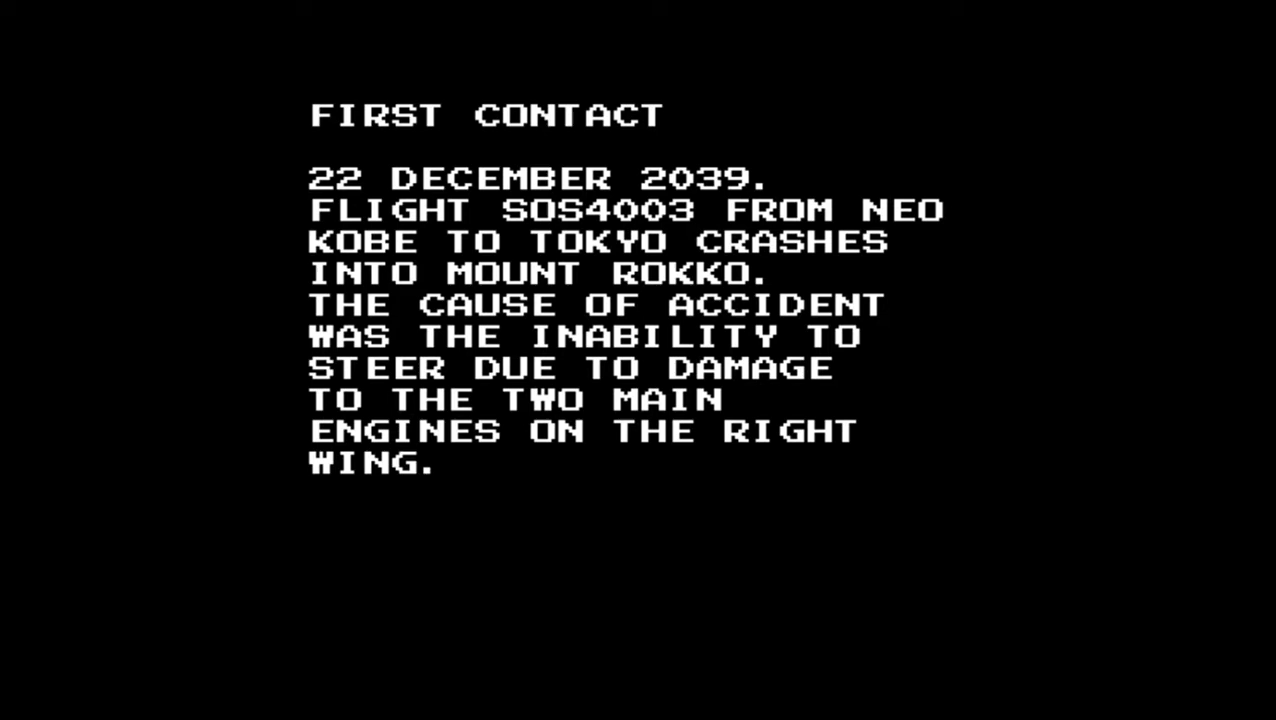 FIRST CONTACT
22 DECEMBER 2039.
FLIGHT SOS4003 FROM NEO
KOBE TO TOKYO CRASHES
INTO MOUNT ROKKO.
THE CAUSE OF ACCIDENT
WAS THE INABILITY TO
STEER DUE TO DAMAGE
TO THE TWO MAIN
ENGINES ON THE RIGHT
WING.